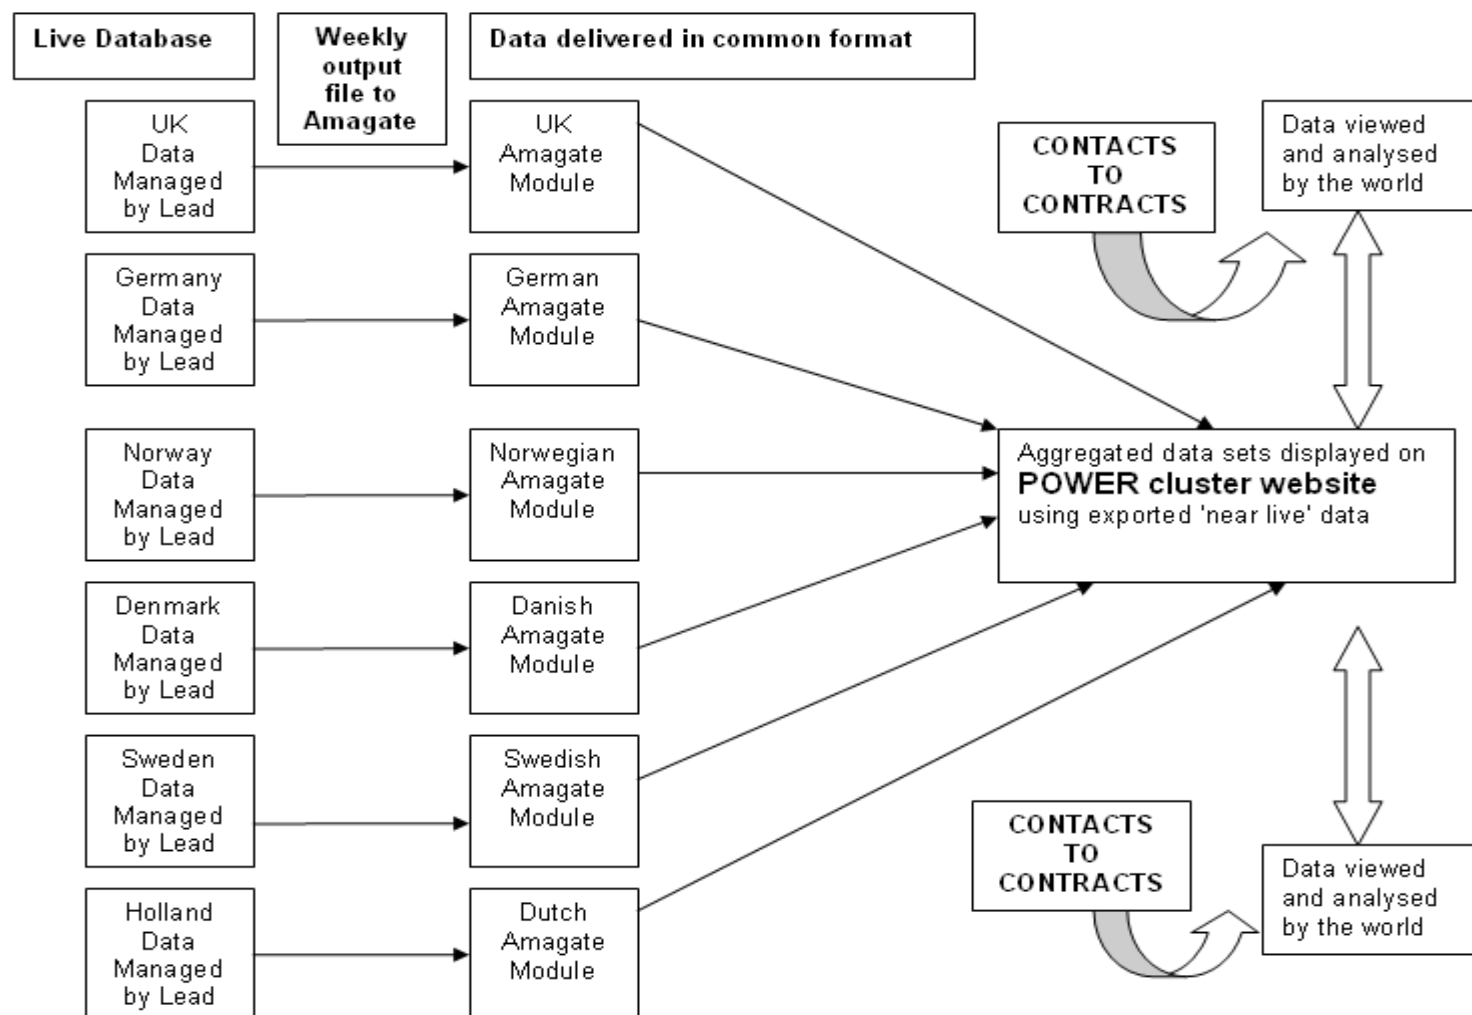 Live Database
Weekly
output
file to
Amagate
Data delivered in common format
UK
Data
Managed
by Lead
UK
Amagate
Module
Germany
Data
Managed
by Lead
German
Amagate
Module
Norway
Data
Managed
by Lead
Norwegian
Amagate
Module
Denmark
Data
Managed
by Lead
Danish
Amagate
Module
Sweden
Data
Managed
by Lead
Swedish
Amagate
Module
Holland
Data
Managed
by Lead
Dutch
Amagate
Module
CONTACTS
TO
CONTRACTS
Data viewed
and analysed
by the world
Aggregated data sets displayed on
POWER cluster website
using exported 'near live' data
CONTACTS
TO
CONTRACTS
Data viewed
and analysed
by the world